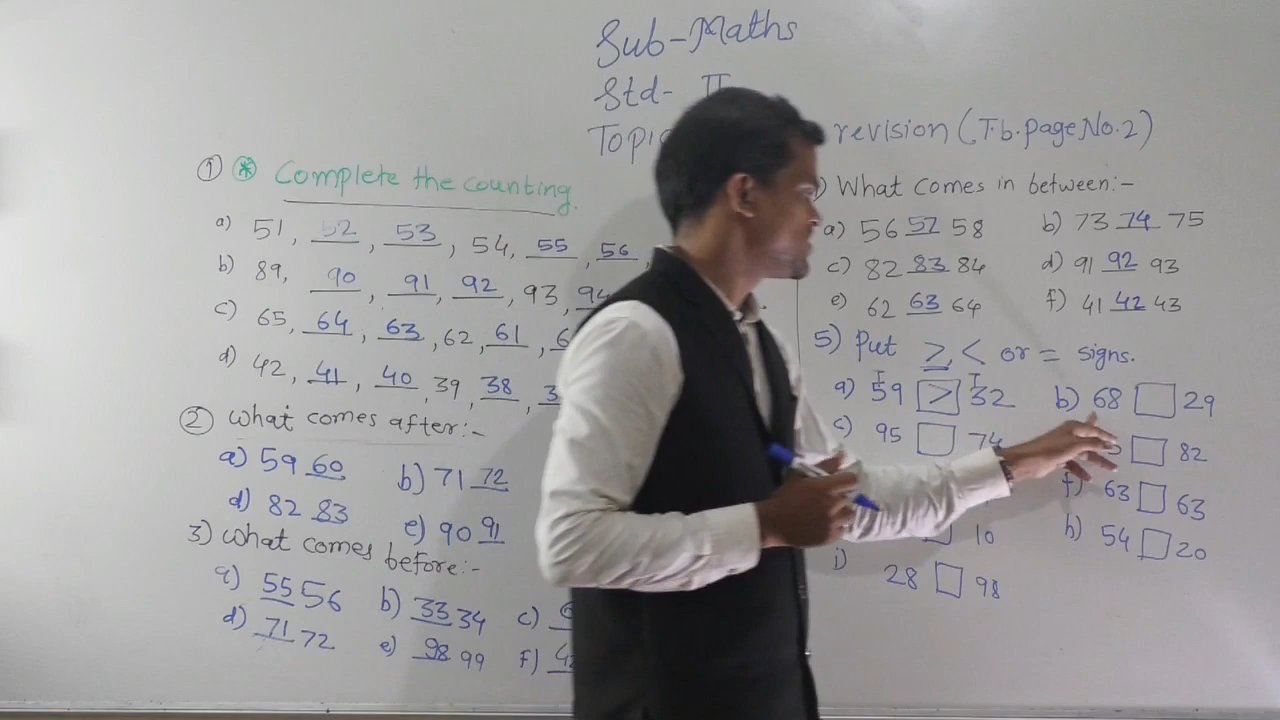 Sub-Maths
Std- II
Topic revision (T.b.page No.2)
1 * Complete the counting.
a) 51, 52, 53, 54, 55, 56,
b) 89, 90, 91, 92, 93, 94
c) 65, 64, 63, 62, 61,
d) 42, 41, 40, 39, 38,
2 what comes after:-
a) 59 60 b) 71 72
d) 82 83 e) 90 91
3) what comes before:-
a) 55 56 b) 33 34 c)
d) 71 72 e) 98 99 f)
) What comes in between:-
a) 56 57 58 b) 73 74 75
c) 82 83 84 d) 91 92 93
e) 62 63 64 f) 41 42 43
5) Put >, < or = signs.
a) 59 > 32 b) 68 29
c) 95 74 82
f) 63 63
10 h) 54 20
i) 28 98